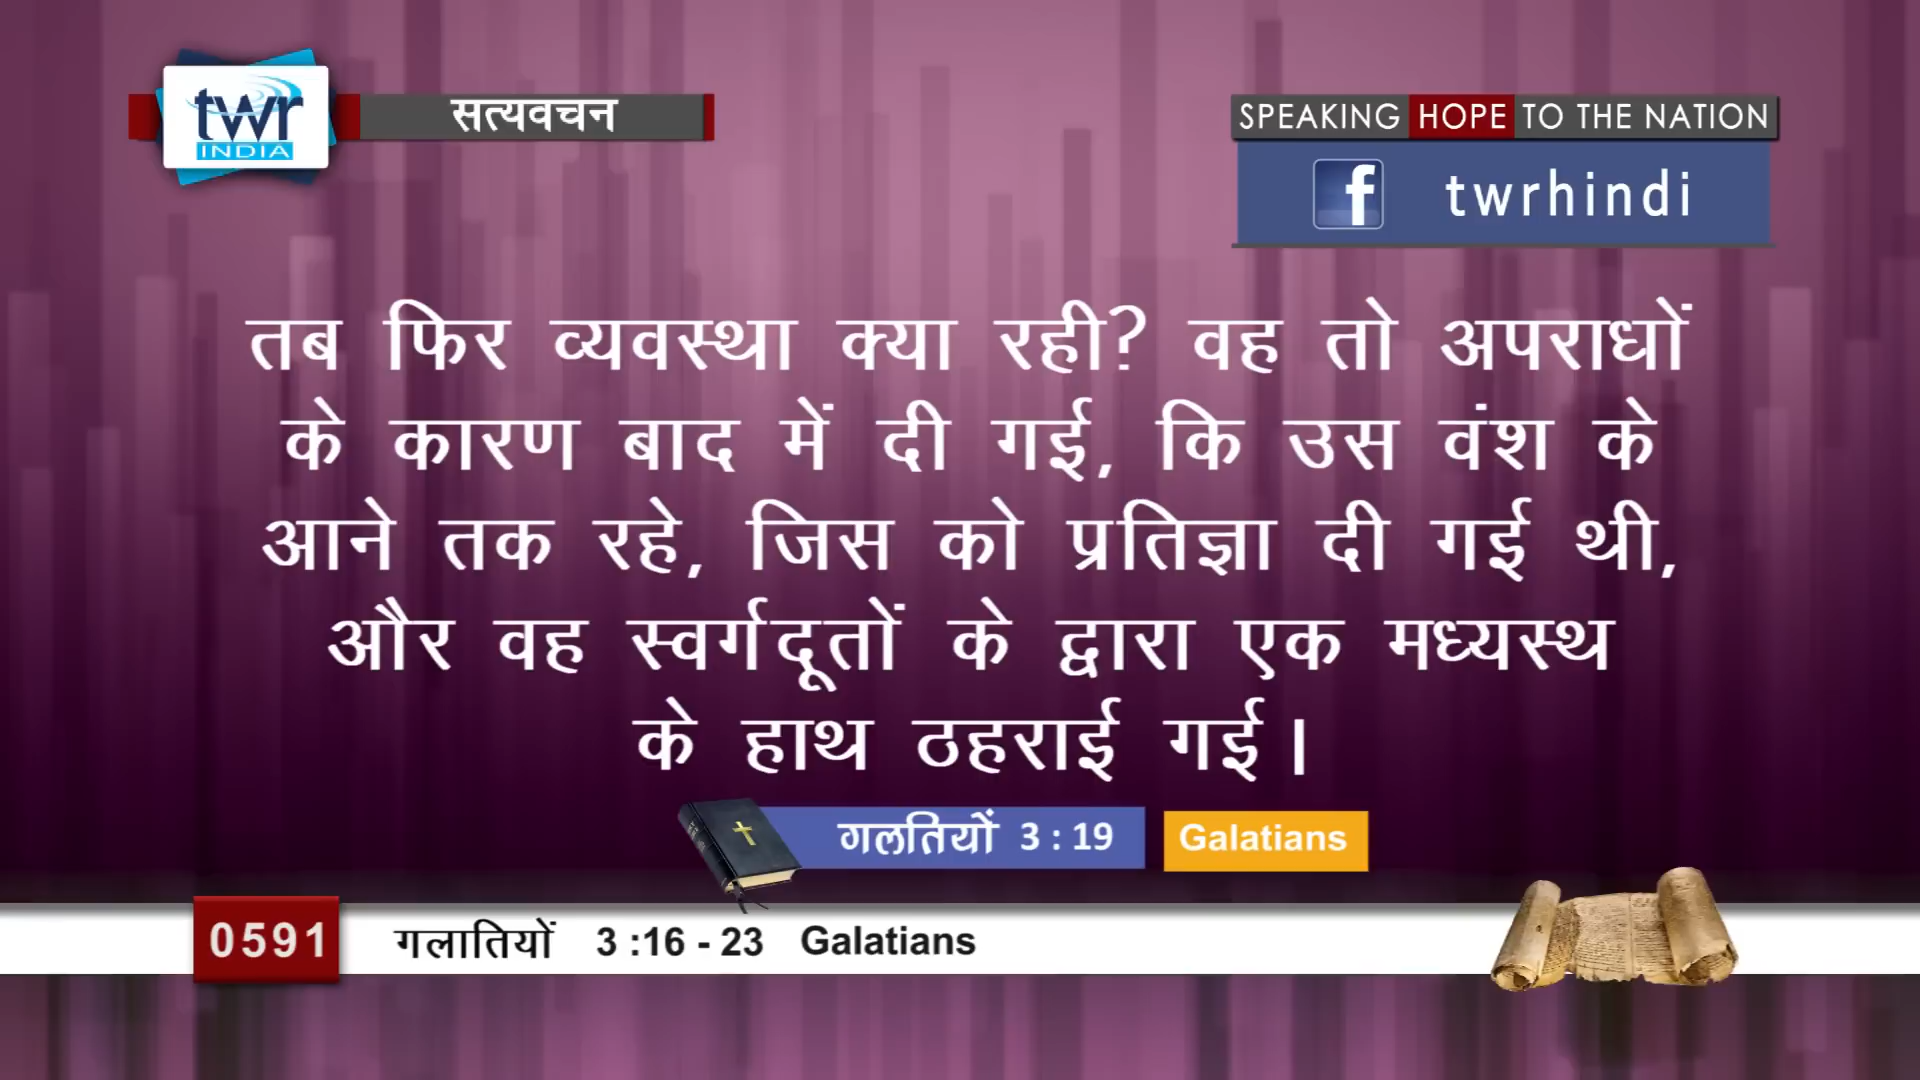 twr
INDIA
सत्यवचन
SPEAKING HOPE TO THE NATION
f twrhindi
तब फिर व्यवस्था क्या रही? वह तो अपराधों
के कारण बाद में दी गई, कि उस वंश के
आने तक रहे, जिस को प्रतिज्ञा दी गई थी,
और वह स्वर्गदूतों के द्वारा एक मध्यस्थ
के हाथ ठहराई गई।
गलतियों 3 : 19 Galatians
0591 गलातियों 3 :16 - 23 Galatians